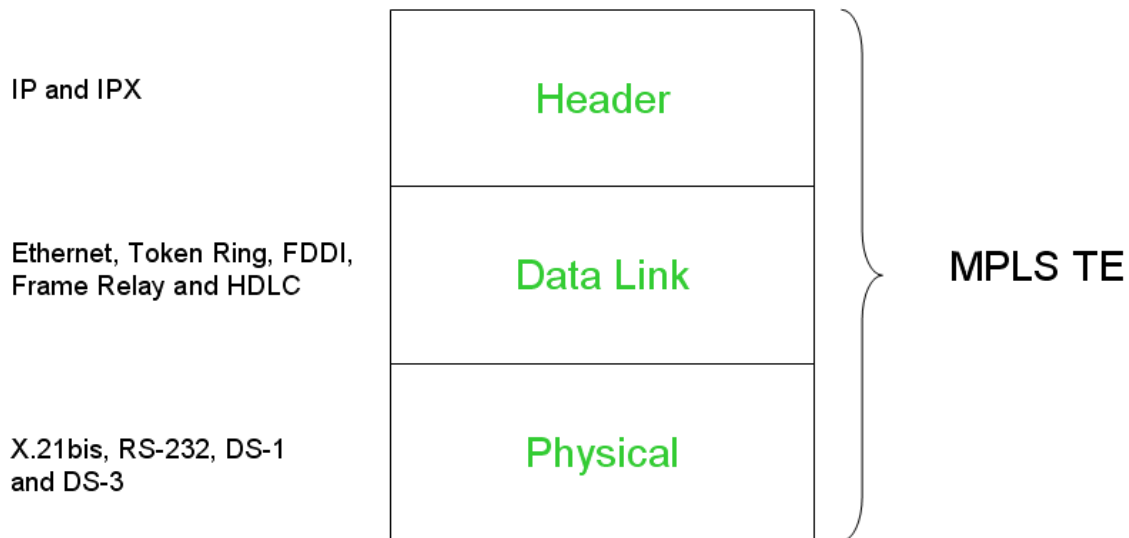 IP and IPX
Header
Ethernet, Token Ring, FDDI,
Frame Relay and HDLC
Data Link
MPLS TE
X.21bis, RS-232, DS-1
and DS-3
Physical